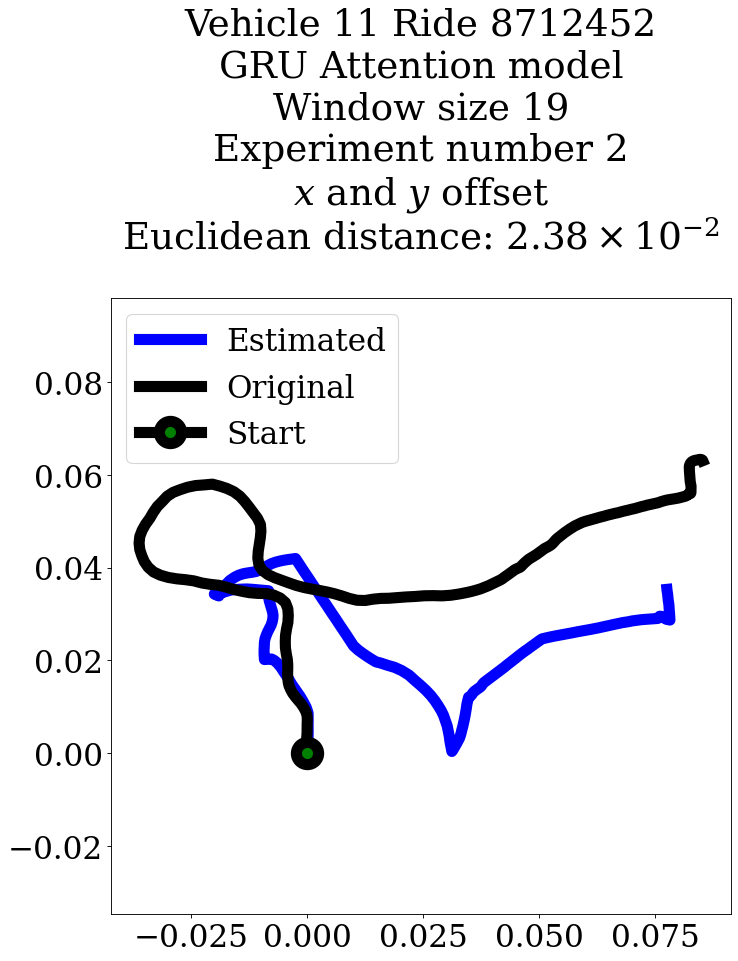 Vehicle 11 Ride 8712452
GRU Attention model
Window size 19
Experiment number 2
x and y offset
Euclidean distance: 2.38 × 10⁻²
Estimated
Original
Start
0.08
0.06
0.04
0.02
0.00
−0.02
−0.025 0.000 0.025 0.050 0.075